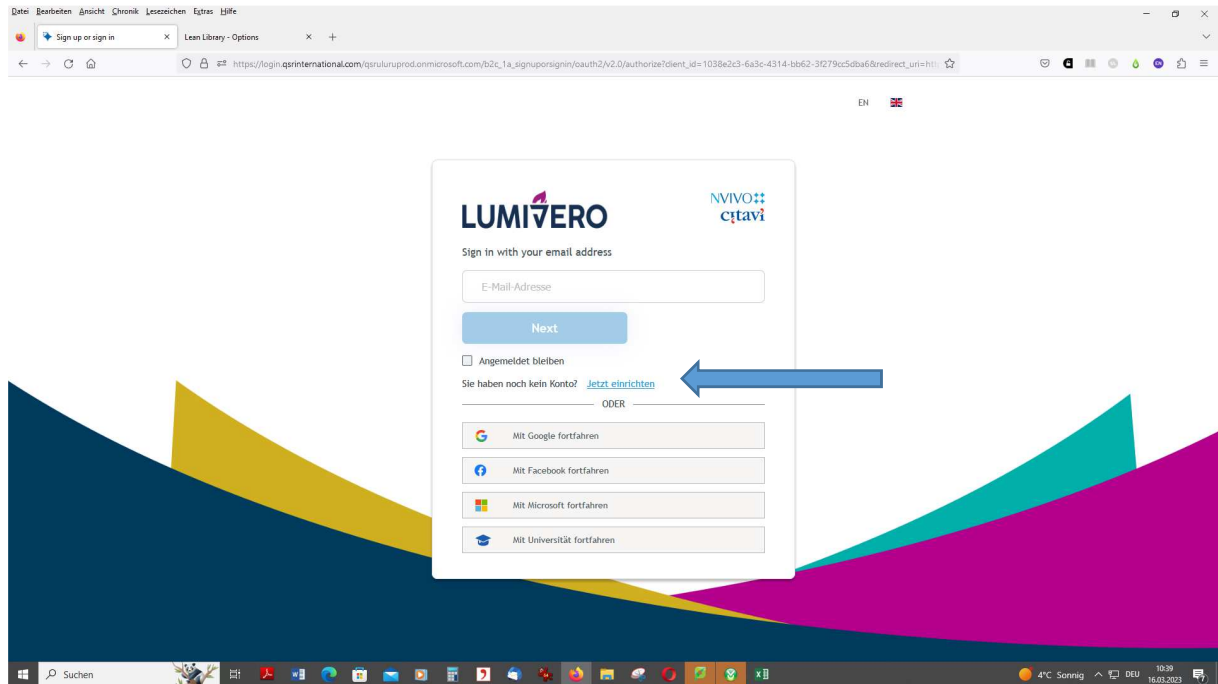 Datei Bearbeiten Ansicht Chronik Lesezeichen Extras Hilfe
Sign up or sign in
Lean Library - Options
https://login.qsrinternational.com/qsruluruprod.onmicrosoft.com/b2c_1a_signuporsignin/oauth2/v2.0/authorize?client_id=1038e2c3-6a3c-4314-bb62-3f279cc5dba6&redirect_uri=htt
EN
LUMIVERO
NVIVO
citavi
Sign in with your email address
E-Mail-Adresse
Next
Angemeldet bleiben
Sie haben noch kein Konto? Jetzt einrichten
ODER
Mit Google fortfahren
Mit Facebook fortfahren
Mit Microsoft fortfahren
Mit Universität fortfahren
Suchen
4°C Sonnig
DEU
10:39
16.03.2023